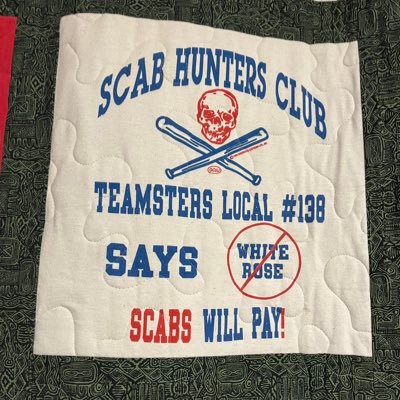 SCAB HUNTERS CLUB
TEAMSTERS LOCAL #138
SAYS
WHITE
ROSE
SCABS WILL PAY!